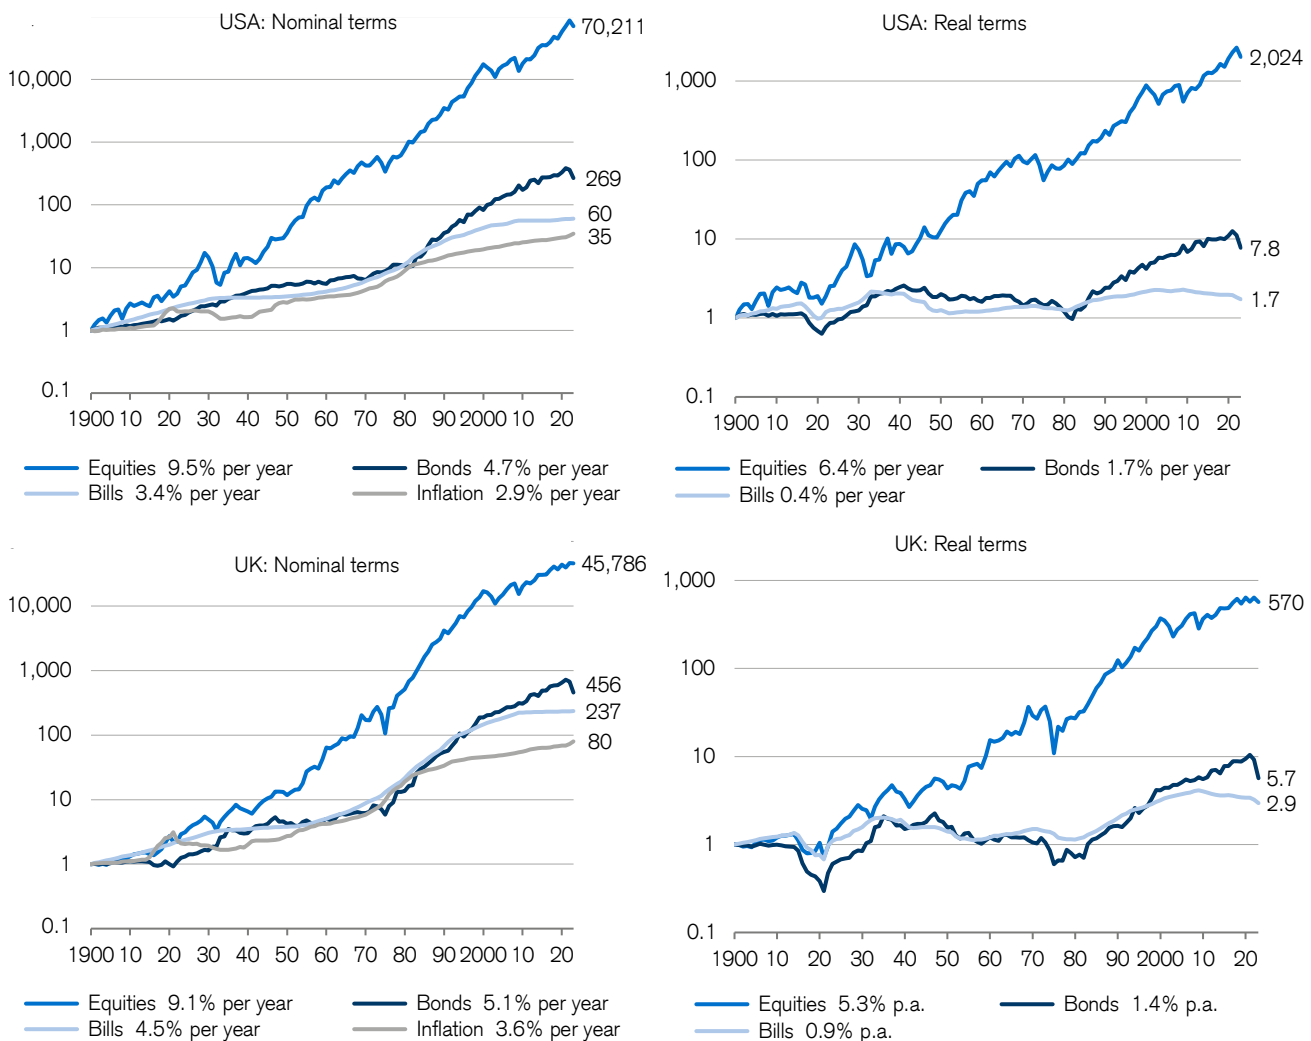 USA: Nominal terms
70,211
10,000
1,000
100
10
1
0.1
269
60
35
1900 10 20 30 40 50 60 70 80 90 2000 10 20
Equities 9.5% per year
Bonds 4.7% per year
Bills 3.4% per year
Inflation 2.9% per year
USA: Real terms
2,024
1,000
100
10
1
0.1
7.8
1.7
1900 10 20 30 40 50 60 70 80 90 2000 10 20
Equities 6.4% per year
Bonds 1.7% per year
Bills 0.4% per year
UK: Nominal terms
45,786
10,000
1,000
100
10
1
0.1
456
237
80
1900 10 20 30 40 50 60 70 80 90 2000 10 20
Equities 9.1% per year
Bonds 5.1% per year
Bills 4.5% per year
Inflation 3.6% per year
UK: Real terms
1,000
100
10
1
0.1
570
5.7
2.9
1900 10 20 30 40 50 60 70 80 90 2000 10 20
Equities 5.3% p.a.
Bonds 1.4% p.a.
Bills 0.9% p.a.